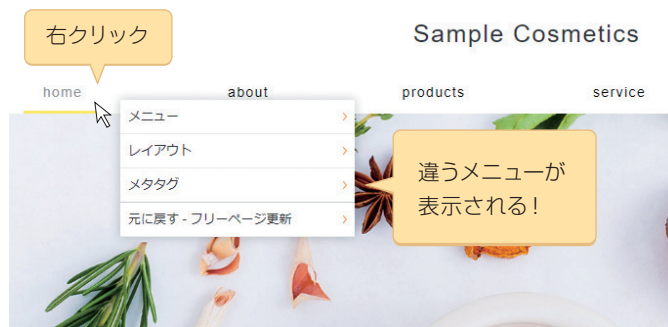 右クリック
Sample Cosmetics
home about products service
メニュー
レイアウト
メタタグ
元に戻す - フリーページ更新
違うメニューが
表示される！